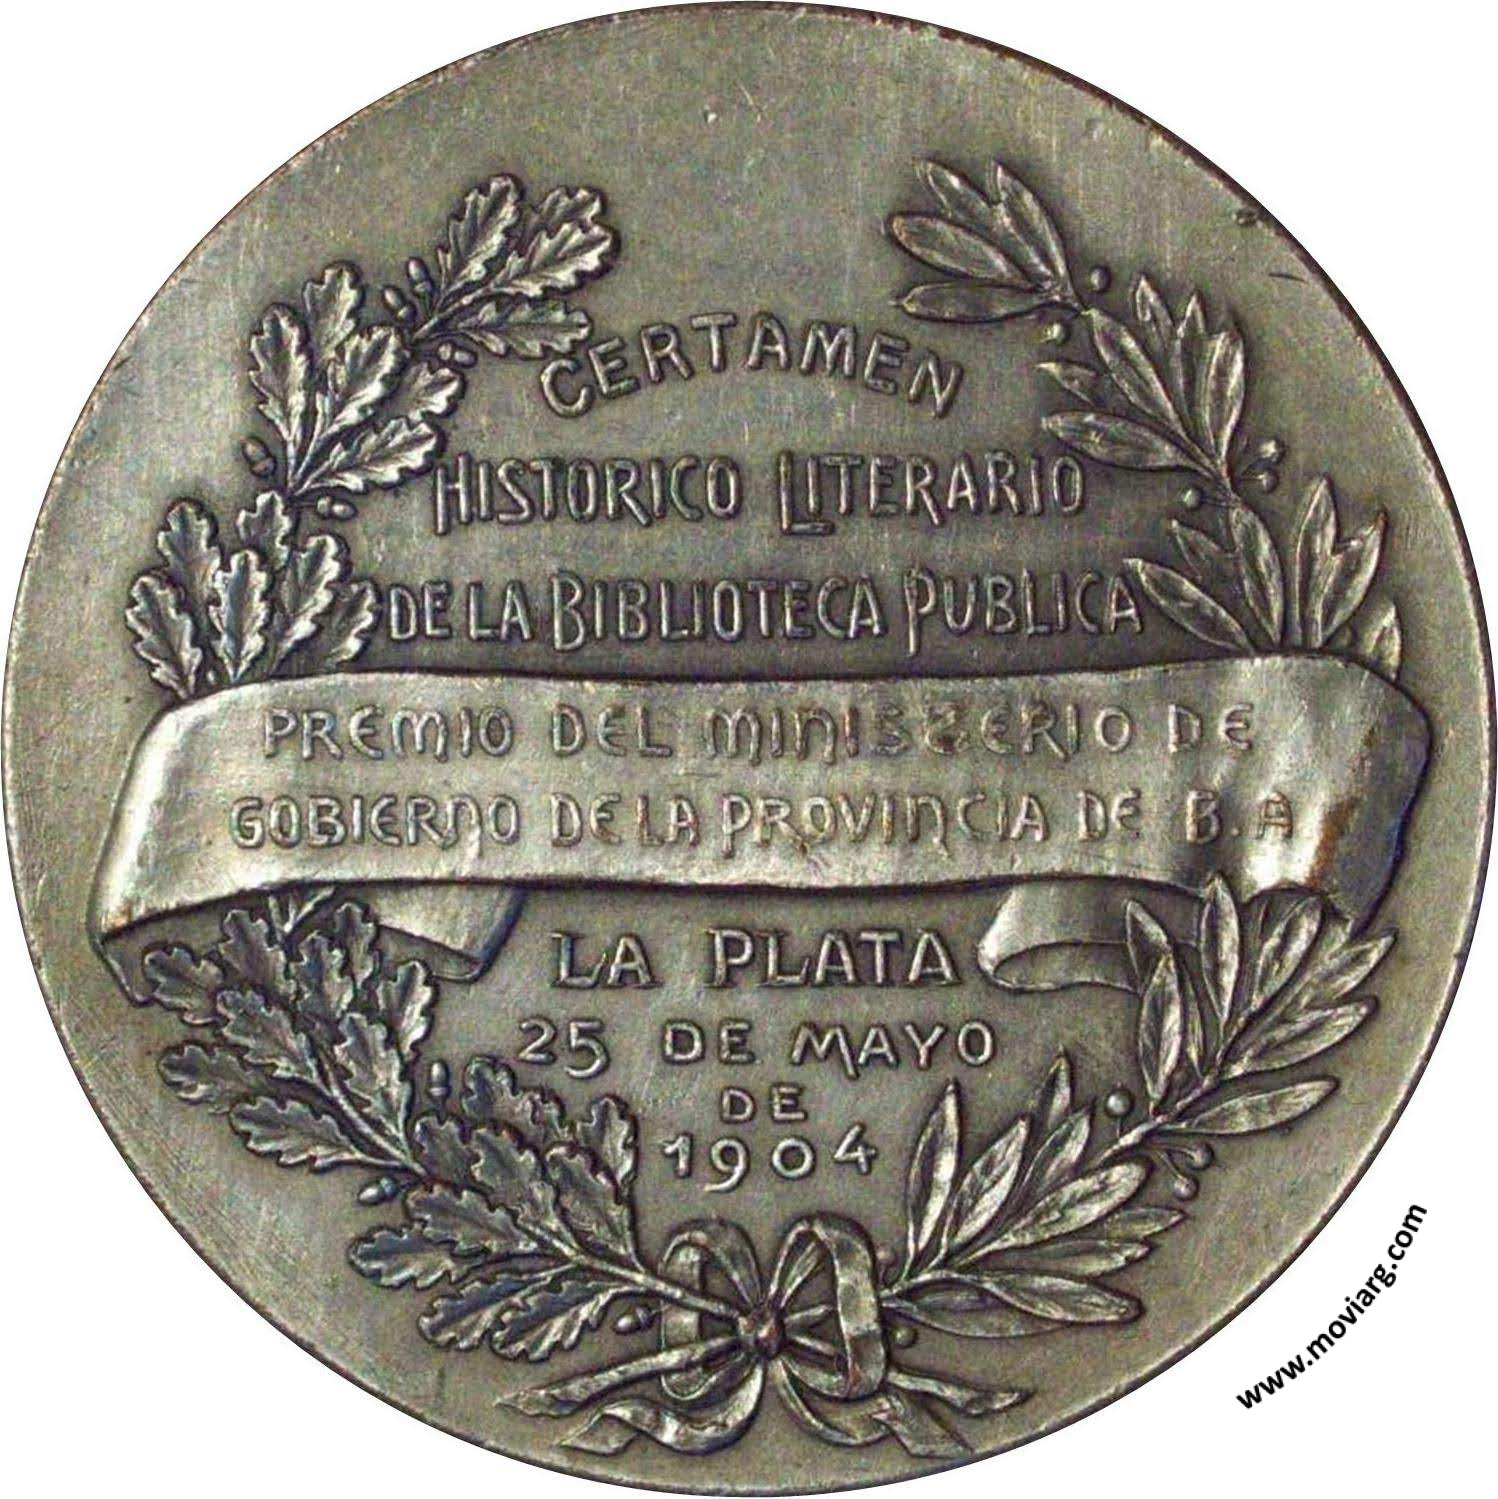 CERTAMEN
HISTORICO LITERARIO
DE LA BIBLIOTECA PUBLICA
PREMIO DEL MINISTERIO DE
GOBIERNO DE LA PROVINCIA DE B.A
LA PLATA
25 DE MAYO
DE
1904
www.moviarg.com